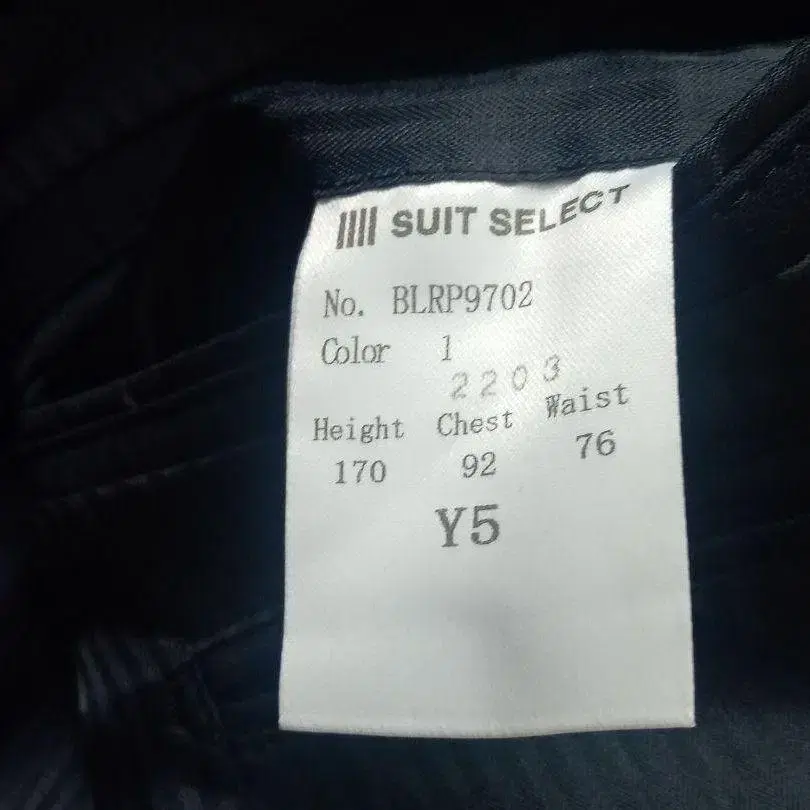 SUIT SELECT
No. BLRP9702
Color 1
2203
Height Chest Waist
170 92 76
Y5